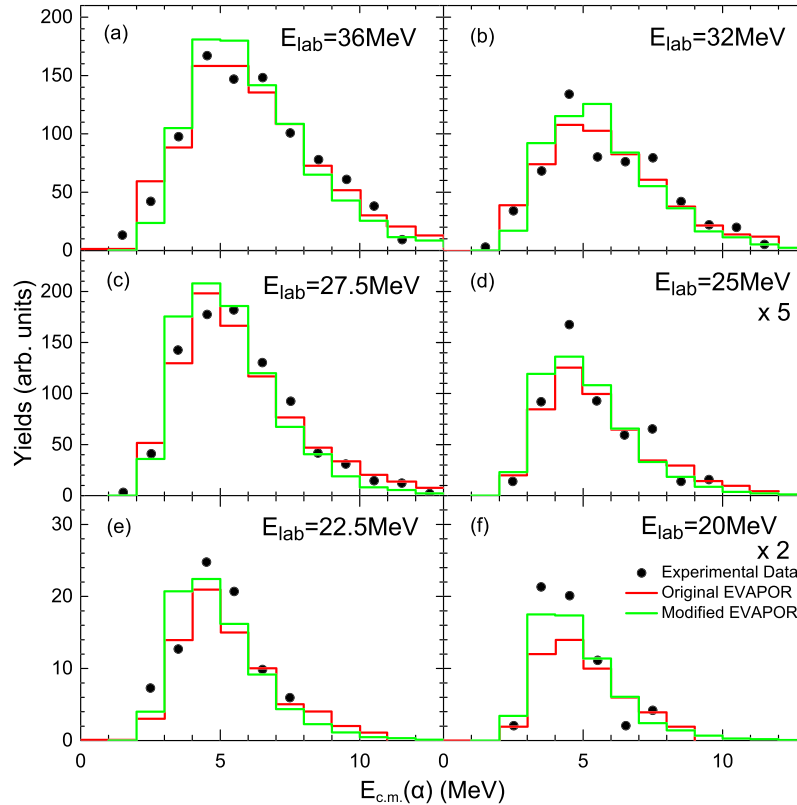 (a)
E_lab=36MeV
(b)
E_lab=32MeV
200
150
100
50
0
(c)
E_lab=27.5MeV
(d)
E_lab=25MeV
x 5
200
150
100
50
0
Yields (arb. units)
(e)
E_lab=22.5MeV
(f)
E_lab=20MeV
x 2
Experimental Data
Original EVAPOR
Modified EVAPOR
30
20
10
0
0 5 10 0 5 10
E_c.m.(α) (MeV)